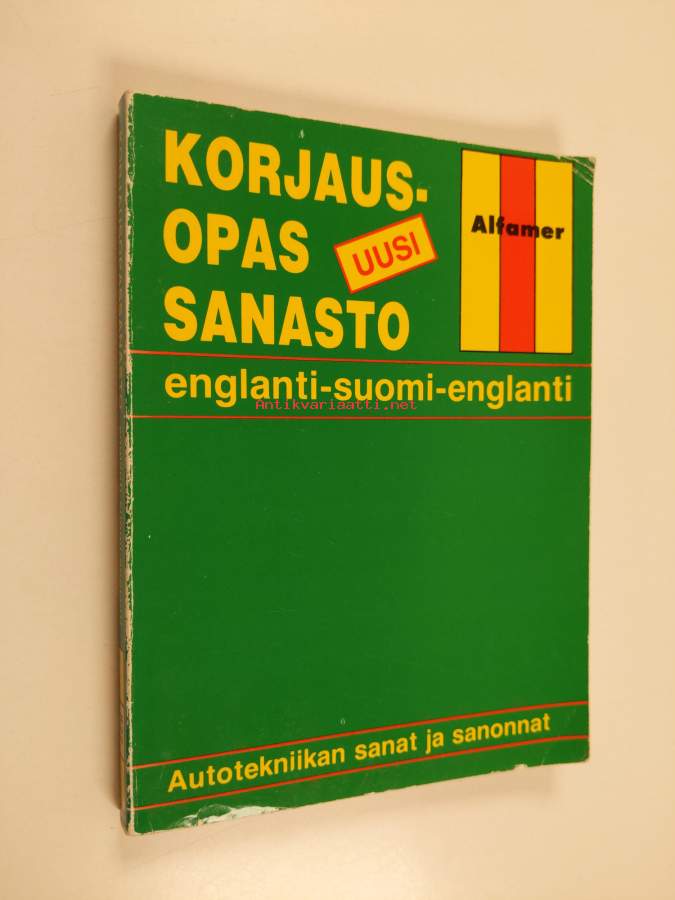 KORJAUS-
OPAS
UUSI
SANASTO
Alfamer
englanti-suomi-englanti
Antikvariaatti.net
Autotekniikan sanat ja sanonnat